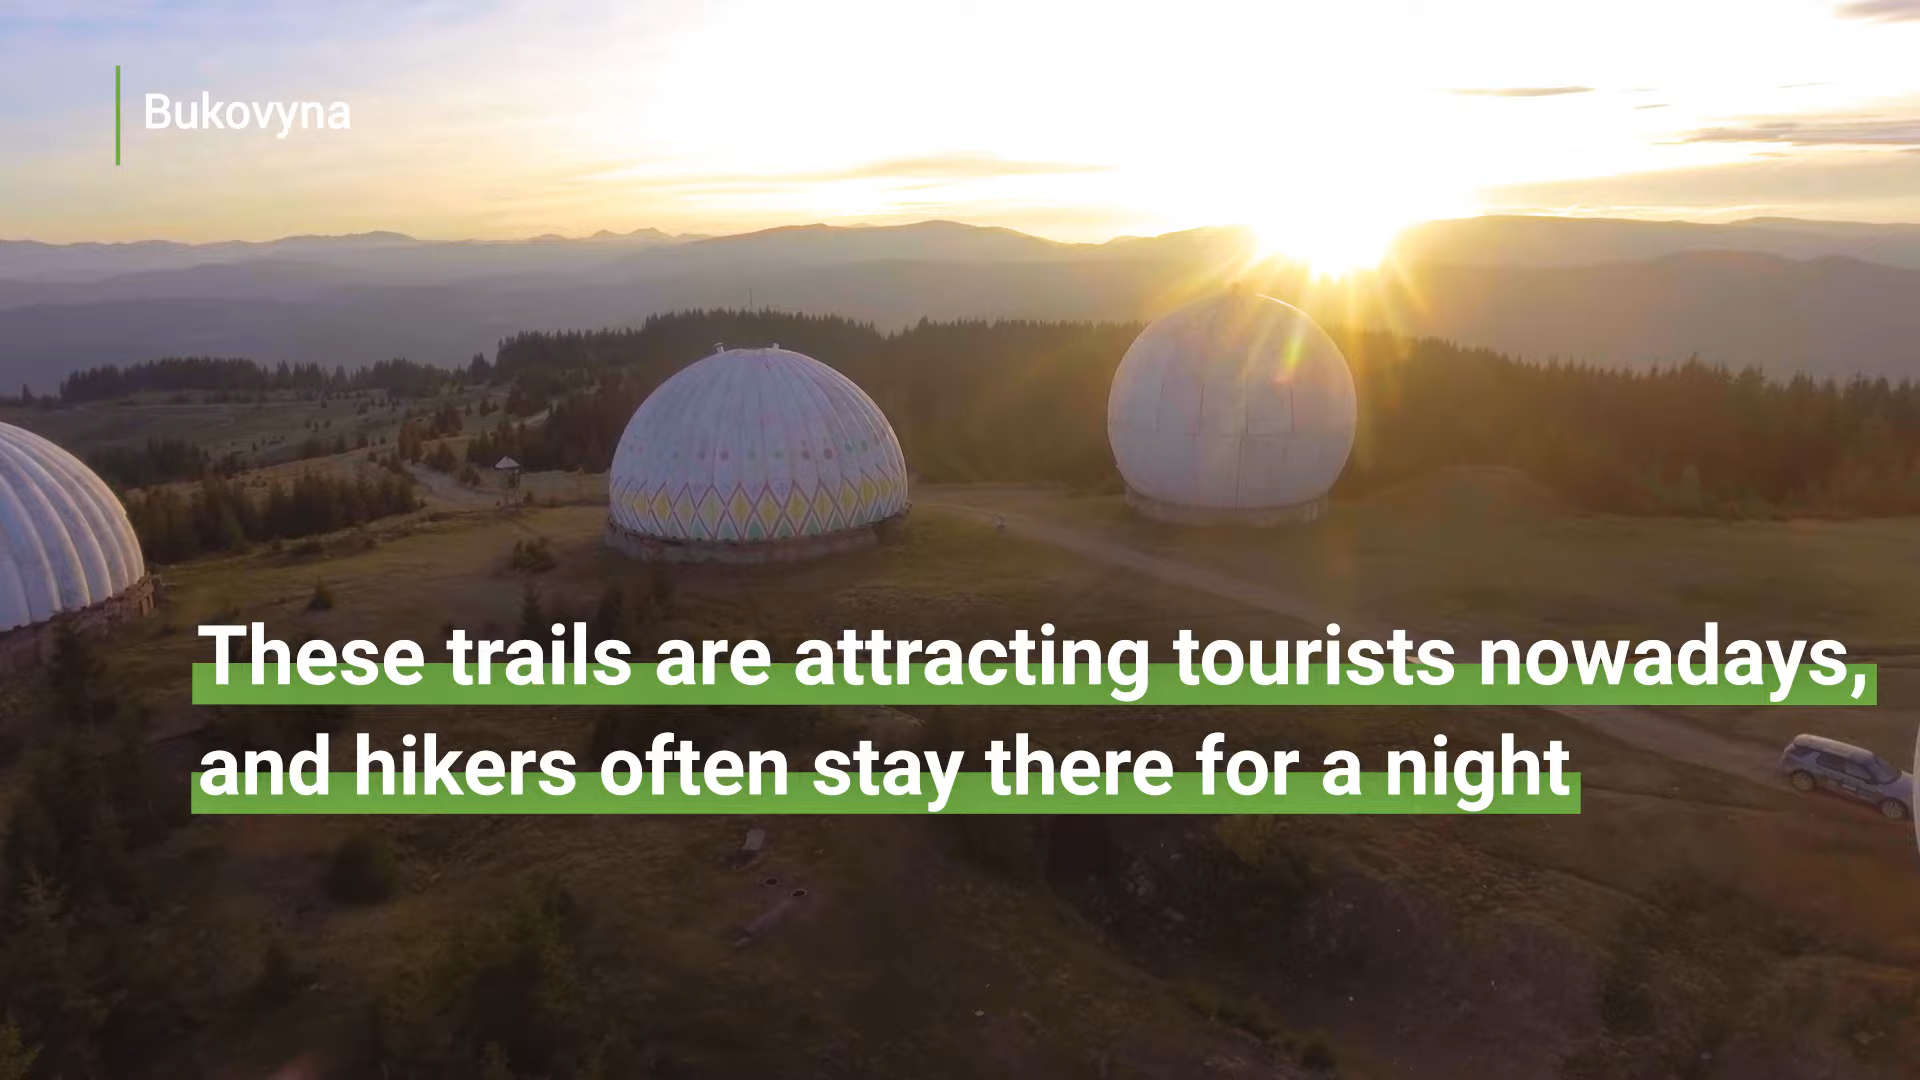 Bukovyna
These trails are attracting tourists nowadays,
and hikers often stay there for a night